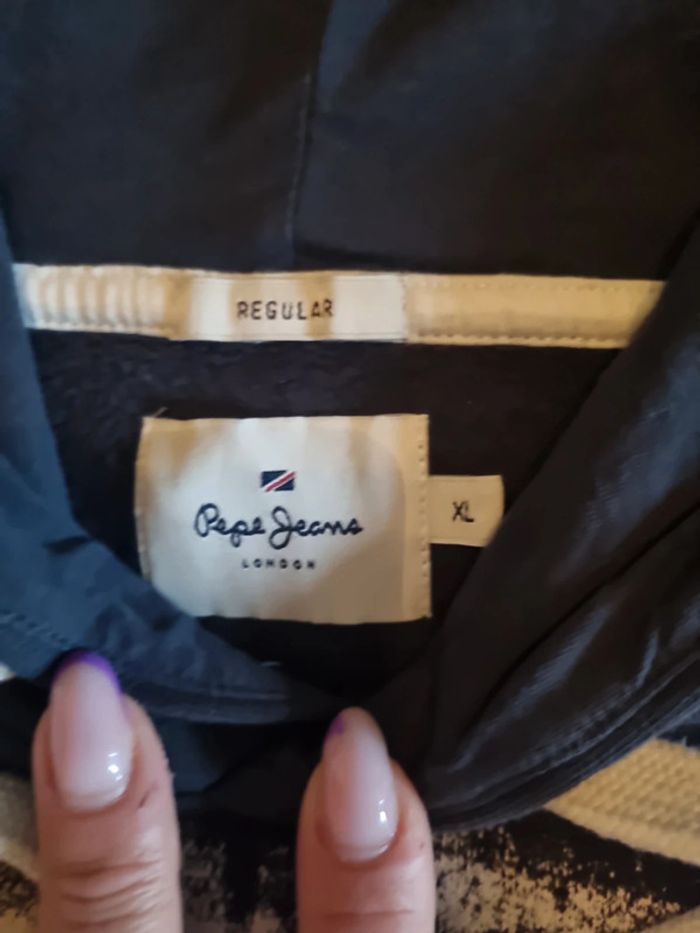 REGULAR
Pepe Jeans
LONDON
XL